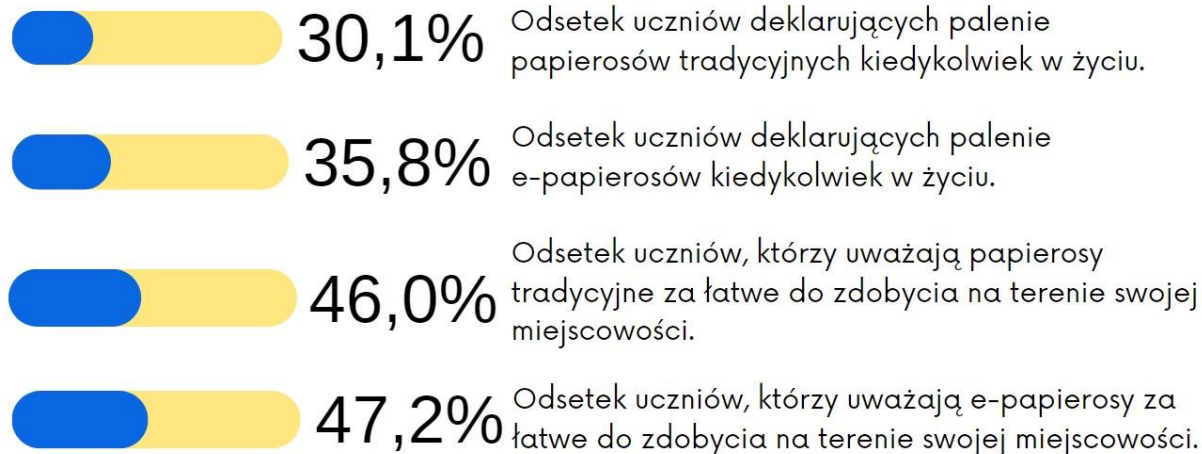 30,1%
Odsetek uczniów deklarujących palenie
papierosów tradycyjnych kiedykolwiek w życiu.
35,8%
Odsetek uczniów deklarujących palenie
e-papierosów kiedykolwiek w życiu.
46,0%
Odsetek uczniów, którzy uważają papierosy
tradycyjne za łatwe do zdobycia na terenie swojej
miejscowości.
47,2%
Odsetek uczniów, którzy uważają e-papierosy za
łatwe do zdobycia na terenie swojej miejscowości.